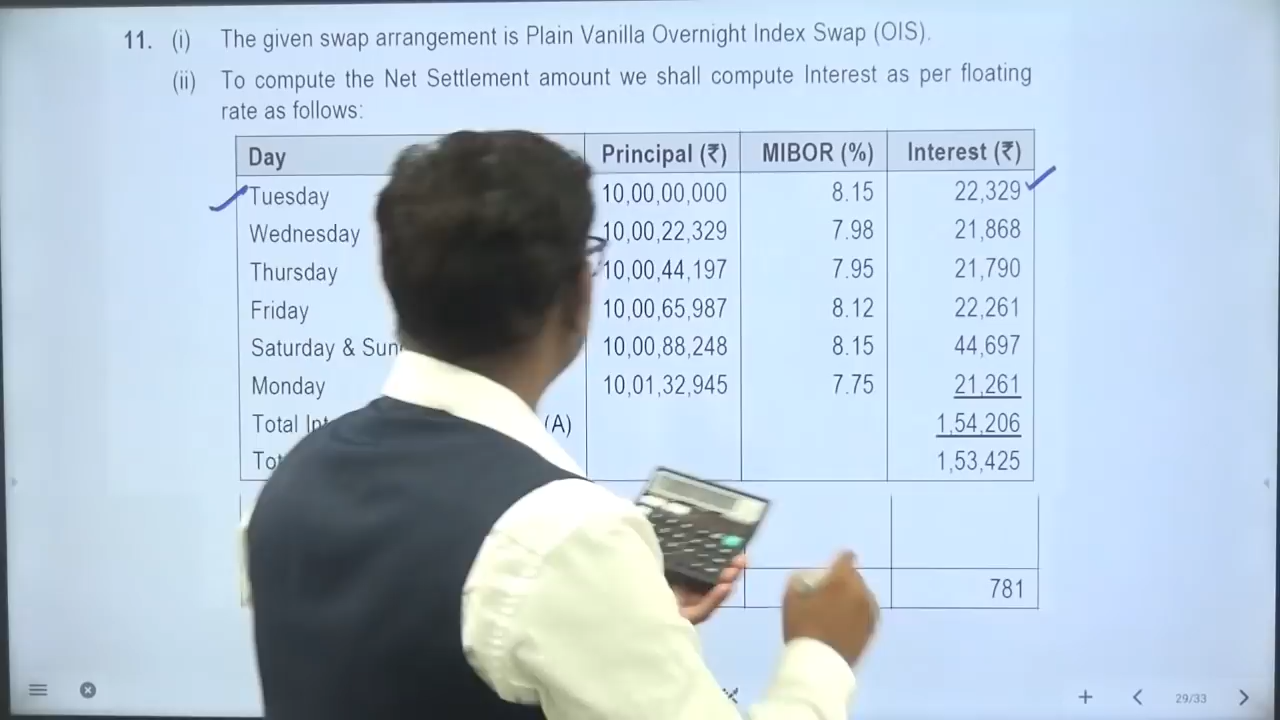 11. (i) The given swap arrangement is Plain Vanilla Overnight Index Swap (OIS).
(ii) To compute the Net Settlement amount we shall compute Interest as per floating
rate as follows:
Day Principal (₹) MIBOR (%) Interest (₹)
Tuesday 10,00,00,000 8.15 22,329
Wednesday 10,00,22,329 7.98 21,868
Thursday 10,00,44,197 7.95 21,790
Friday 10,00,65,987 8.12 22,261
Saturday & Sun 10,00,88,248 8.15 44,697
Monday 10,01,32,945 7.75 21,261
Total Int (A) 1,54,206
1,53,425
781
29/33